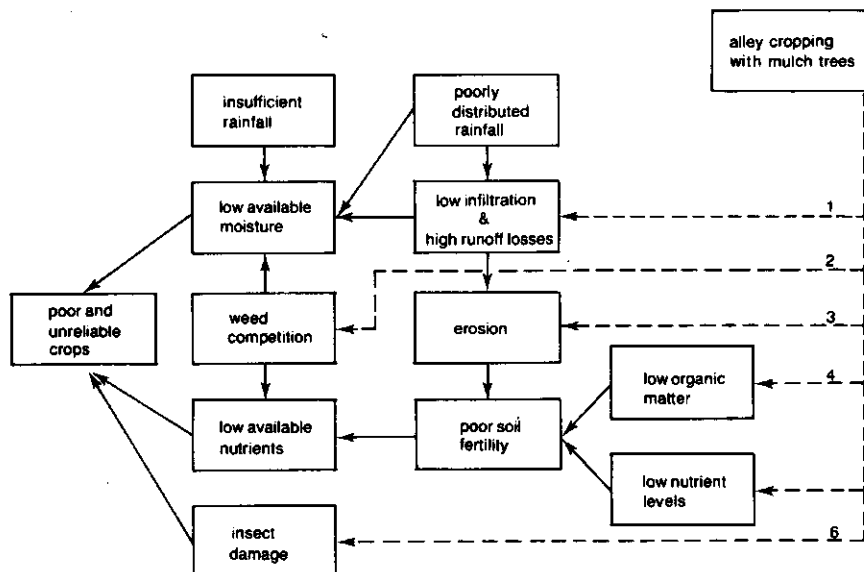 alley cropping
with mulch trees
insufficient
rainfall
poorly
distributed
rainfall
low available
moisture
low infiltration
&
high runoff losses
1
2
poor and
unreliable
crops
weed
competition
erosion
3
low organic
matter
4
low available
nutrients
poor soil
fertility
low nutrient
levels
insect
damage
6